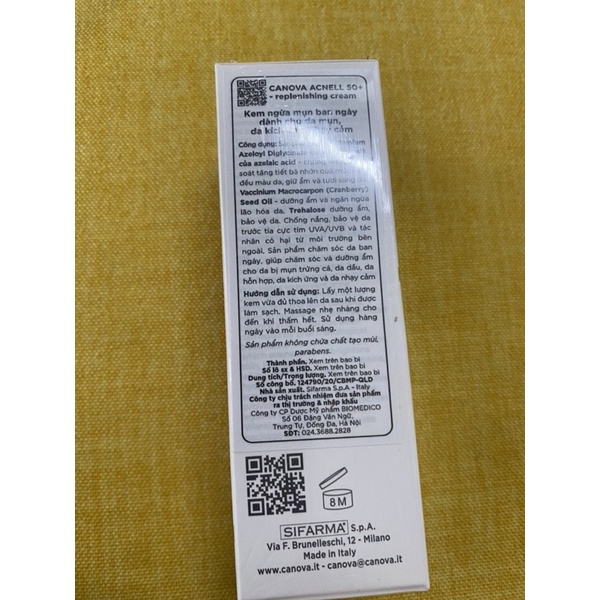 CANOVA ACNELL 50+
- replenishing cream
Kem ngừa mụn ban ngày
dành cho da mụn,
da kích nhạy cảm
Công dụng:
Azeloyl Diglycinate
của azelaic acid -
soát tăng tiết bã nhờn quá
đều màu da, giữ ẩm và tươi sáng
Vaccinium Macrocarpon (Cranberry)
Seed Oil - dưỡng ẩm và ngăn ngừa
lão hóa da. Trehalose dưỡng ẩm,
bảo vệ da. Chống nắng, bảo vệ da
trước tia cực tím UVA/UVB và tác
nhân có hại từ môi trường bên
ngoài. Sản phẩm chăm sóc da ban
ngày, giúp chăm sóc và dưỡng ẩm
cho da bị mụn trứng cá, da dầu, da
hỗn hợp, da kích ứng và da nhạy cảm
Hướng dẫn sử dụng: Lấy một lượng
kem vừa đủ thoa lên da sau khi được
làm sạch. Massage nhẹ nhàng cho
đến khi thấm hết. Sử dụng hàng
ngày vào mỗi buổi sáng.
Sản phẩm không chứa chất tạo mùi,
parabens.
Thành phần. Xem trên bao bì
Số lô sx & HSD. Xem trên bao bì
Dung tích/Trọng lượng. Xem trên bao bì
Số công bố. 124790/20/CBMP-QLD
Nhà sản xuất. Sifarma S.p.A - Italy
Công ty chịu trách nhiệm đưa sản phẩm
ra thị trường & nhập khẩu
Công ty CP Dược Mỹ phẩm BIOMEDICO
Số 06 Đặng Văn Ngữ,
Trung Tự, Đống Đa, Hà Nội
SĐT: 024.3688.2828
8 M
SIFARMA S.p.A.
Via F. Brunelleschi, 12 - Milano
Made in Italy
www.canova.it - canova@canova.it